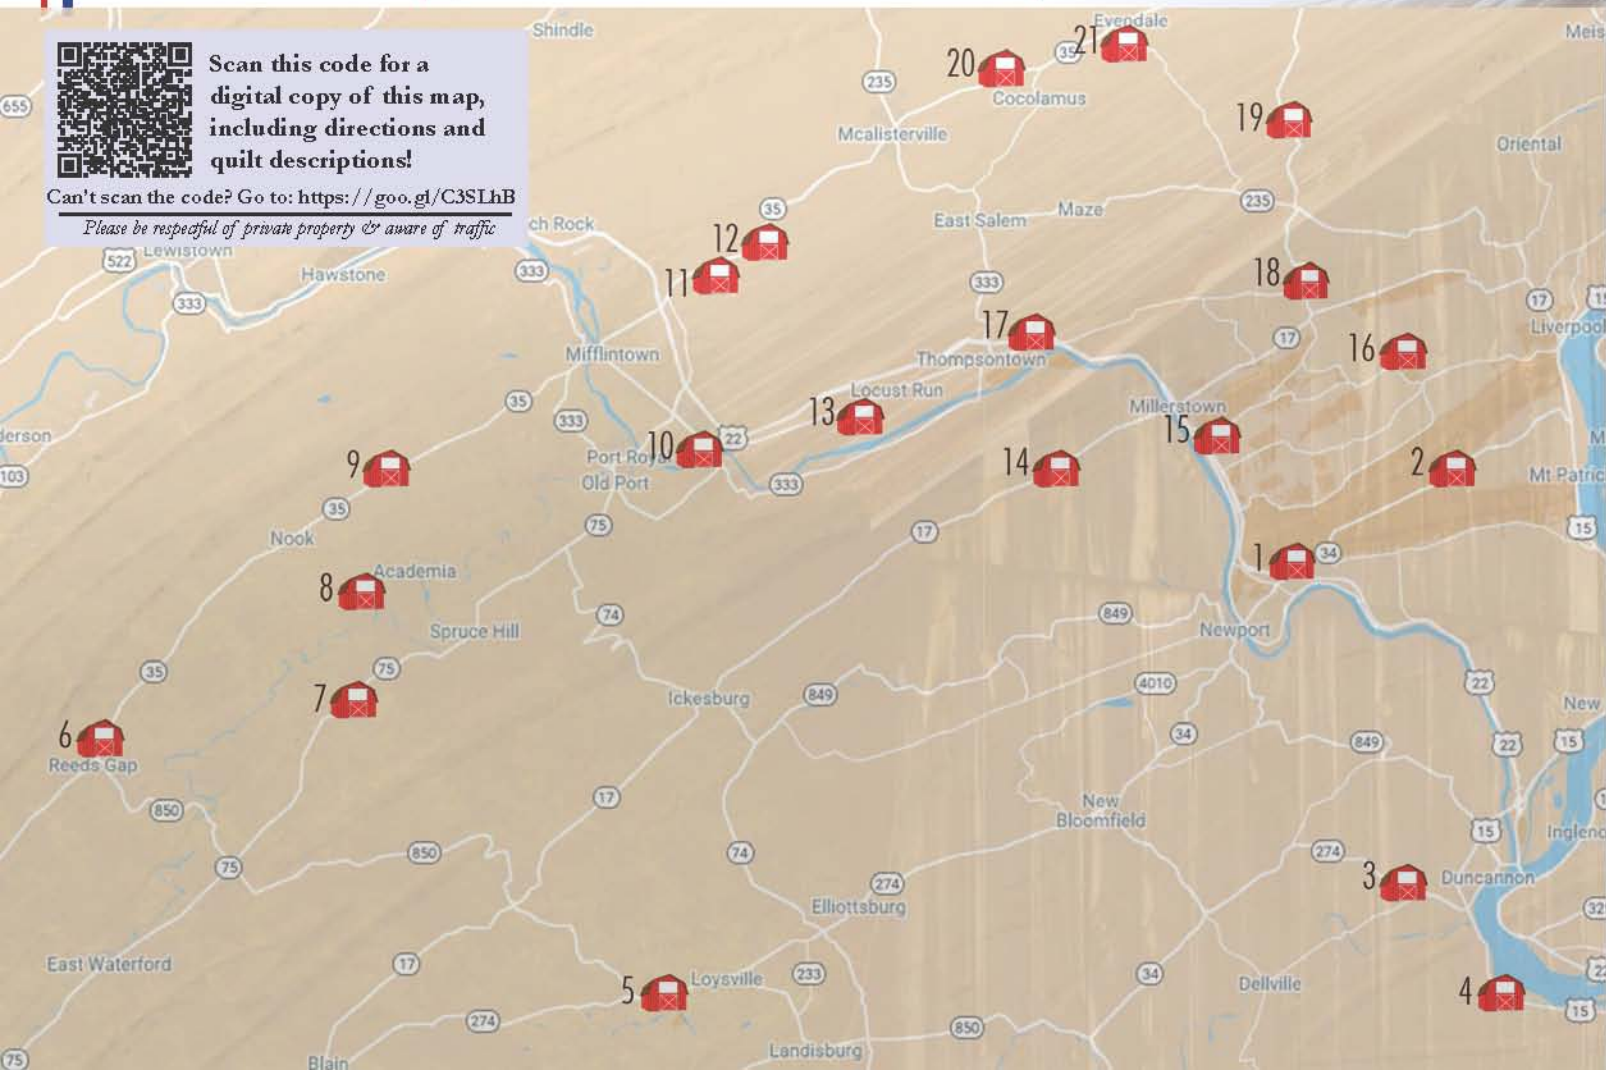 Scan this code for a
digital copy of this map,
including directions and
quilt descriptions!
Can't scan the code? Go to: https://goo.gl/C3SLhB
Please be respectful of private property & aware of traffic
Shindle
Evendale
Meis
21
35
20
235
655
Cocolamus
19
Mcalisterville
Oriental
235
35
Maze
East Salem
ch Rock
12
Lewistown
522
Hawstone
333
11
333
18
17
333
17
Liverpool
17
16
Mifflintown
Thompsontown
Locust Run
35
333
13
Millerstown
15
22
derson
10
Port Roya
9
14
2
103
Old Port
333
Mt Patric
35
75
17
15
Nook
1
34
Academia
8
74
849
Spruce Hill
Newport
35
75
4010
22
7
Ickesburg
849
New
6
34
849
22
15
Reeds Gap
17
New
Bloomfield
850
15
Inglenc
850
74
274
75
3
Duncannon
274
Elliottsburg
32
East Waterford
17
5
Loysville
233
34
Dellville
4
22
15
274
850
Landisburg
75
Blain